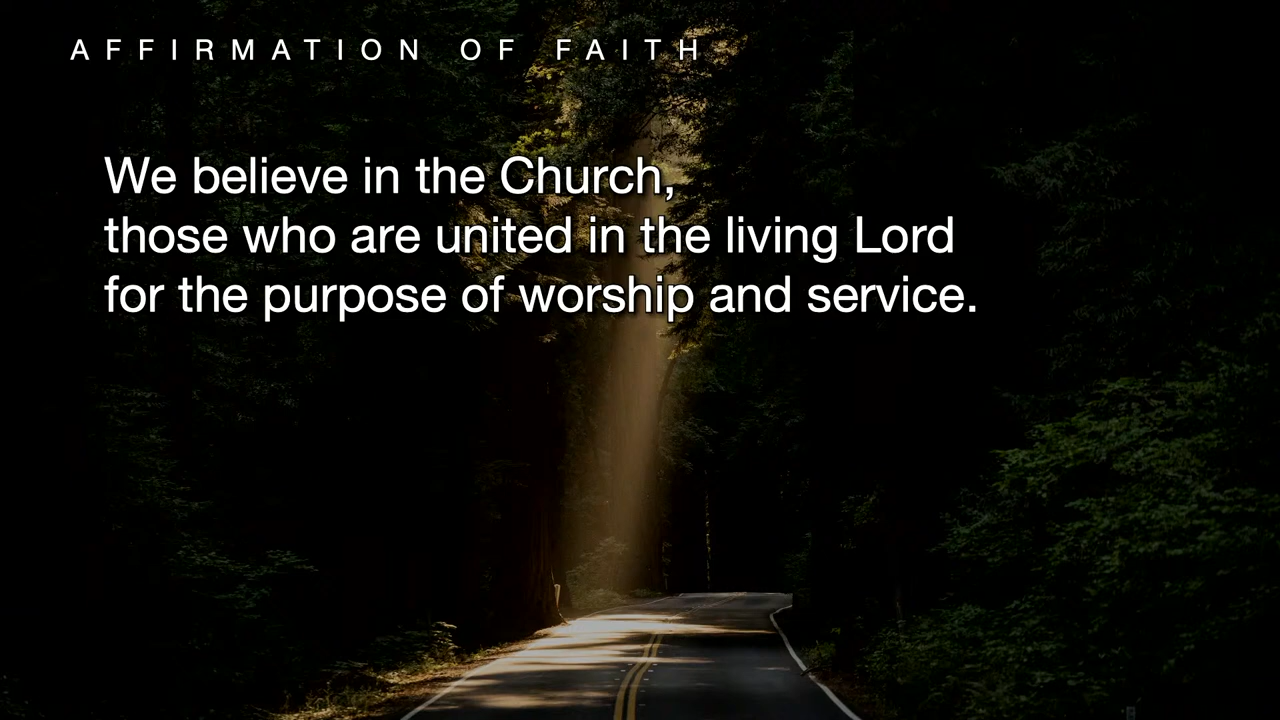 AFFIRMATION OF FAITH
We believe in the Church,
those who are united in the living Lord
for the purpose of worship and service.